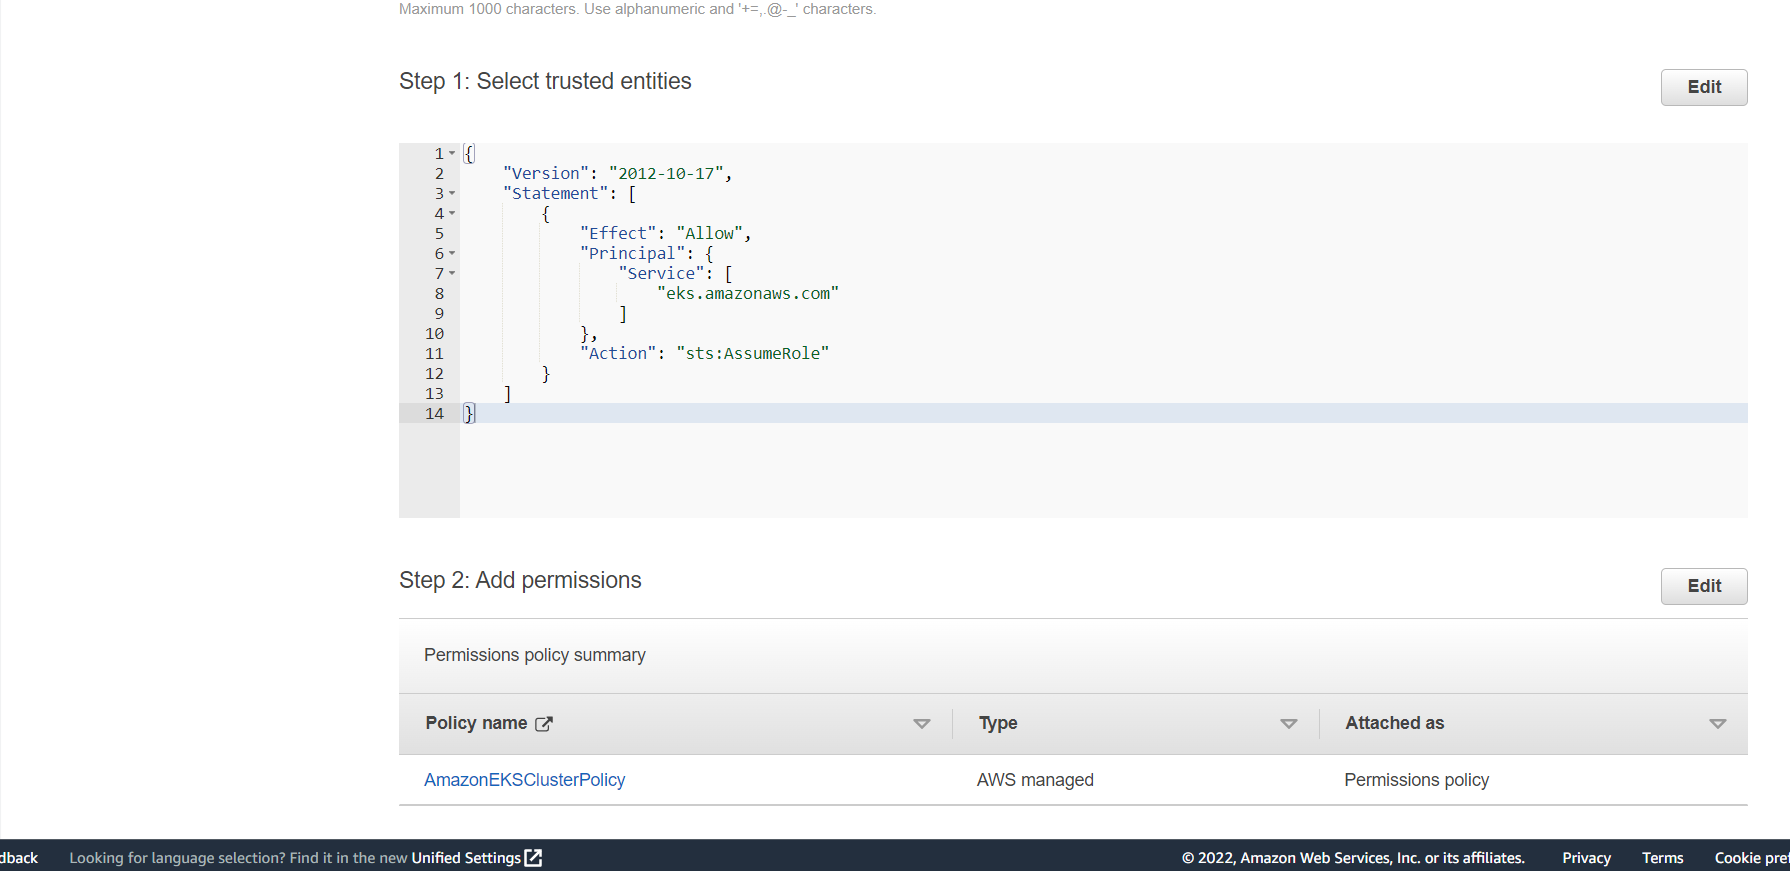 Maximum 1000 characters. Use alphanumeric and '+=,.@-_' characters.
Step 1: Select trusted entities
Edit
1 {
2 "Version": "2012-10-17",
3 "Statement": [
4 {
5 "Effect": "Allow",
6 "Principal": {
7 "Service": [
8 "eks.amazonaws.com"
9 ]
10 },
11 "Action": "sts:AssumeRole"
12 }
13 ]
14 }
Step 2: Add permissions
Edit
Permissions policy summary
Policy name Type Attached as
AmazonEKSClusterPolicy AWS managed Permissions policy
dback Looking for language selection? Find it in the new Unified Settings © 2022, Amazon Web Services, Inc. or its affiliates. Privacy Terms Cookie pref